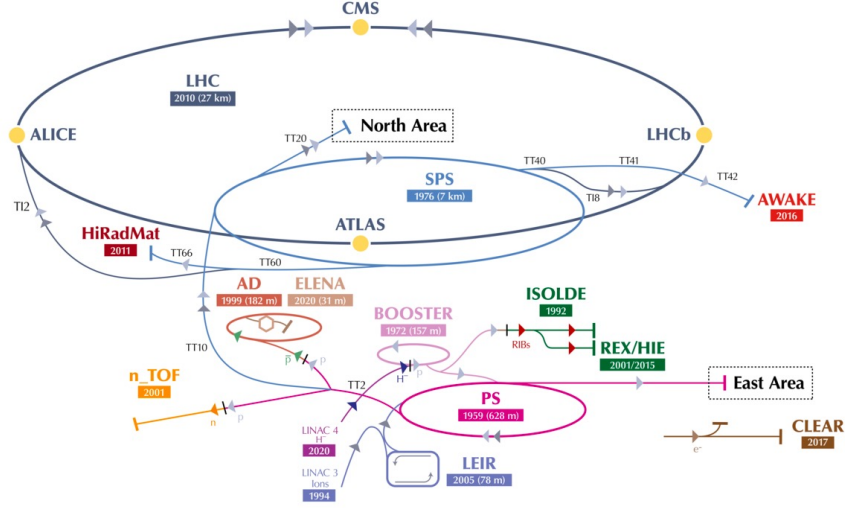 CMS
LHC
2010 (27 km)
ALICE
LHCb
TT20
North Area
TT40
TT41
TT42
SPS
1976 (7 km)
TI8
AWAKE
2016
TI2
HiRadMat
2011
ATLAS
TT66
TT60
AD
1999 (182 m)
ELENA
2020 (31 m)
ISOLDE
1992
BOOSTER
1972 (157 m)
RIBs
REX/HIE
2001/2015
TT10
p̅
p
H⁻
p
TT2
n_TOF
2001
East Area
PS
1959 (628 m)
n
p
LINAC 4
H⁻
2020
CLEAR
2017
e⁻
LINAC 3
Ions
1994
LEIR
2005 (78 m)